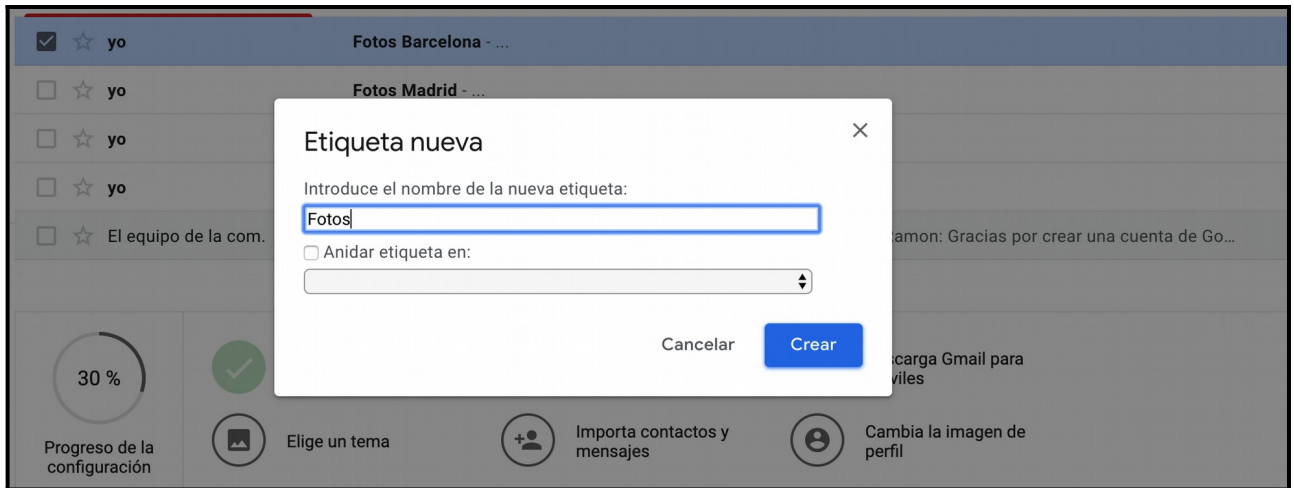 yo Fotos Barcelona - ...
yo Fotos Madrid - ...
yo
yo
El equipo de la com. amon: Gracias por crear una cuenta de Go...
Etiqueta nueva
Introduce el nombre de la nueva etiqueta:
Fotos
Anidar etiqueta en:
Cancelar Crear
30 %
Progreso de la
configuración
Elige un tema
Importa contactos y
mensajes
carga Gmail para
viles
Cambia la imagen de
perfil